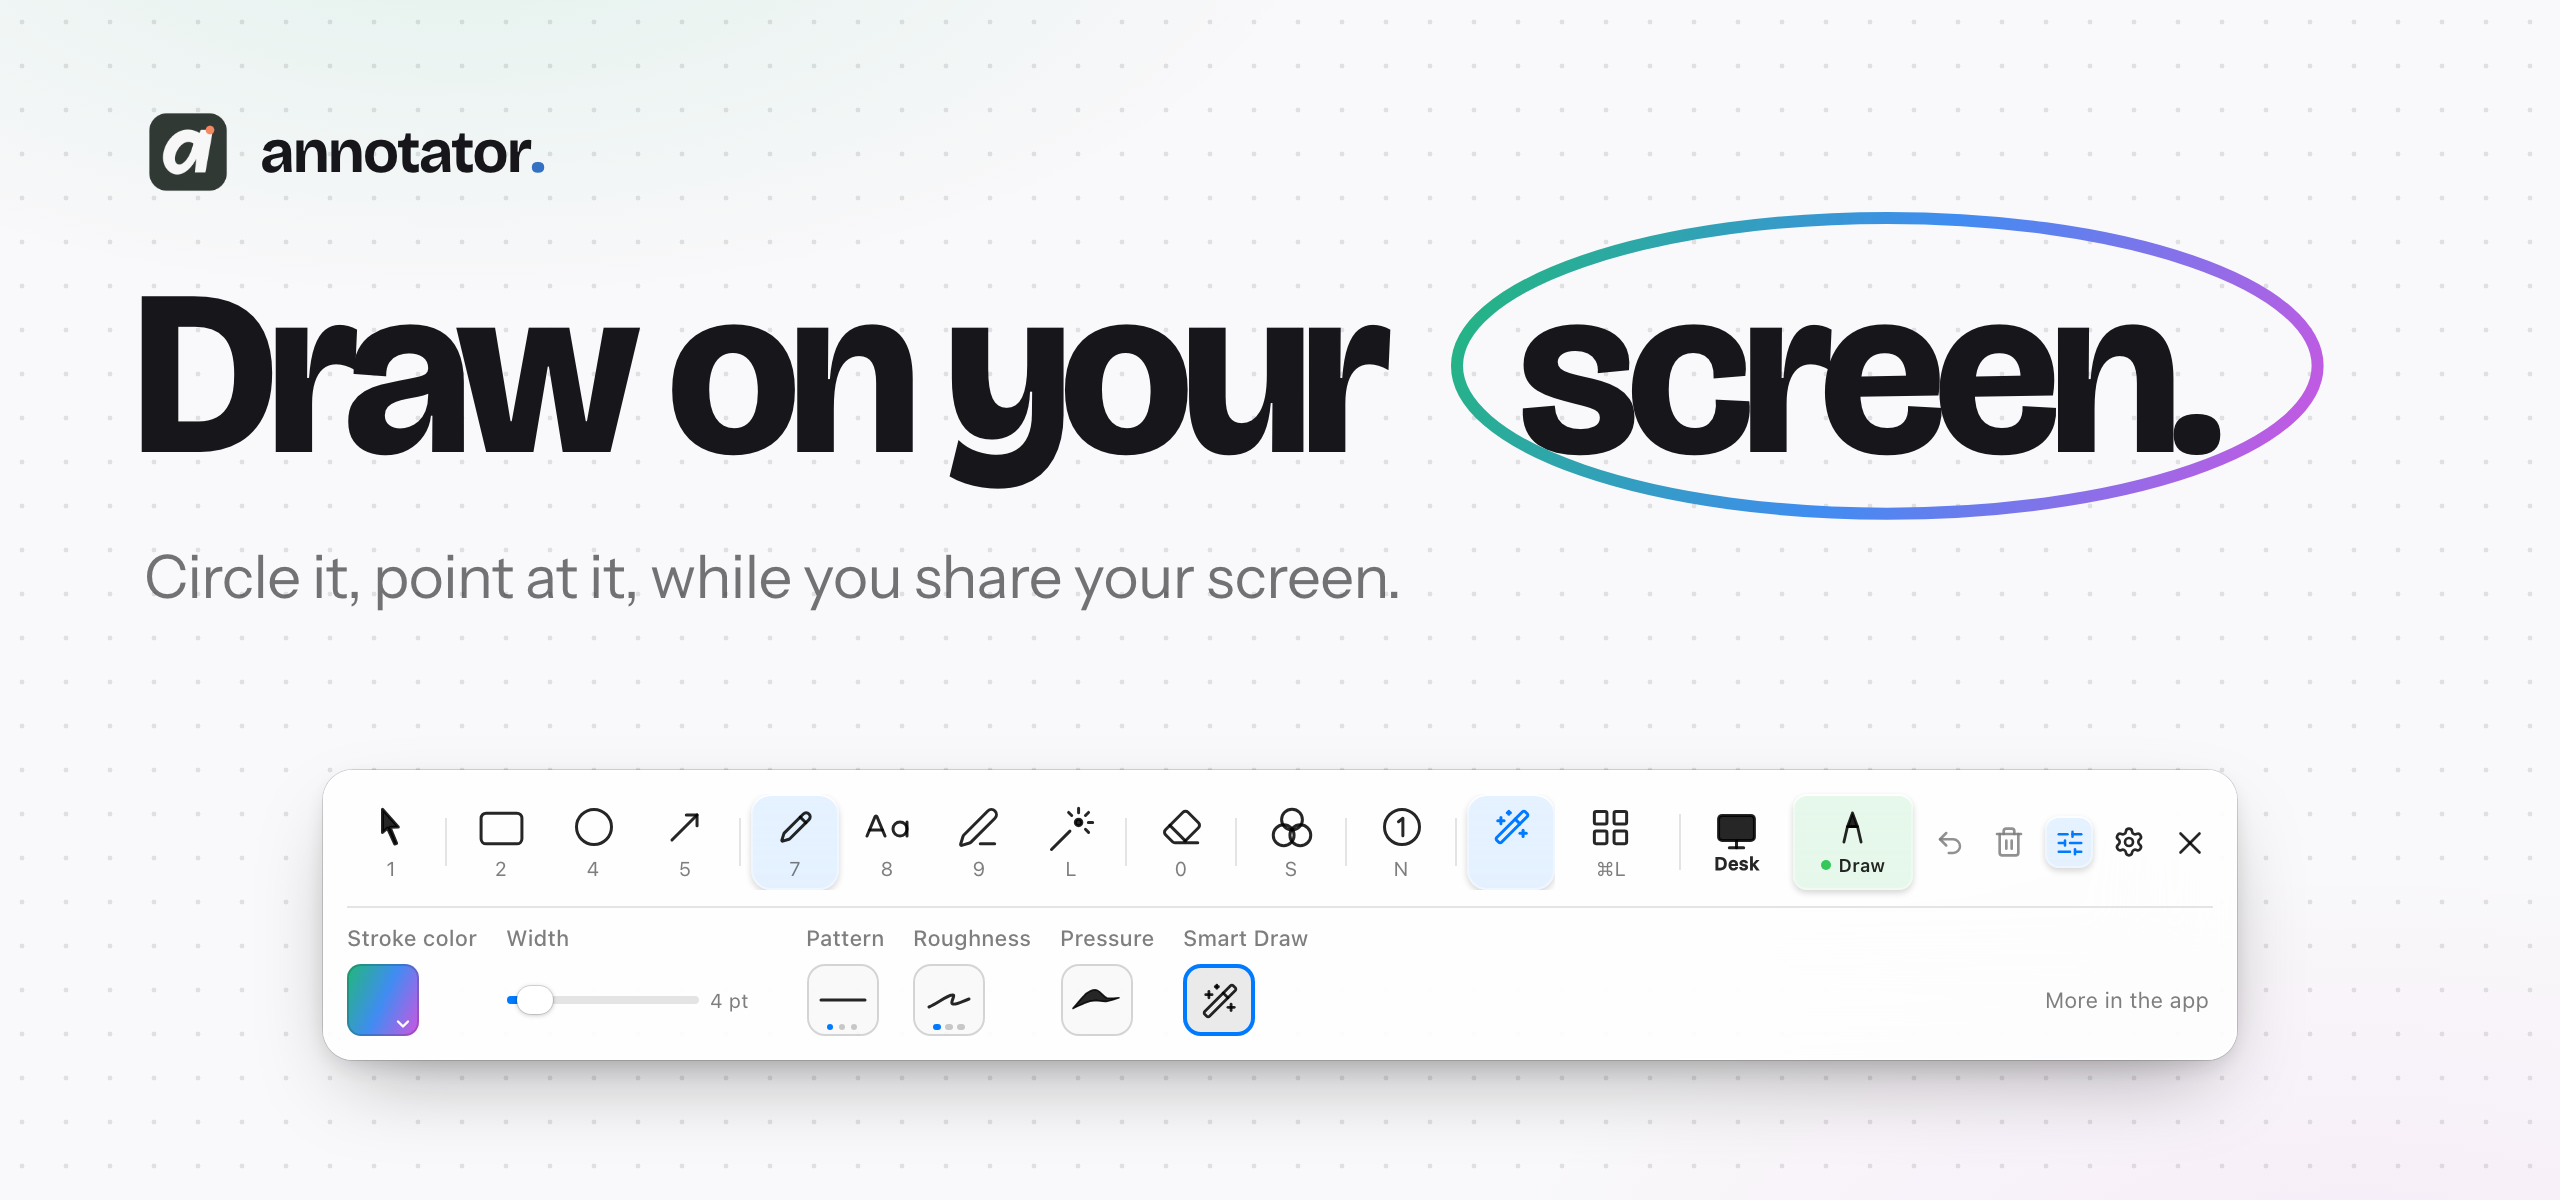 a annotator.
Draw on your screen.
Circle it, point at it, while you share your screen.
1 2 4 5 7 8 9 L 0 S N ⌘L Desk Draw
Stroke color Width Pattern Roughness Pressure Smart Draw
4 pt More in the app